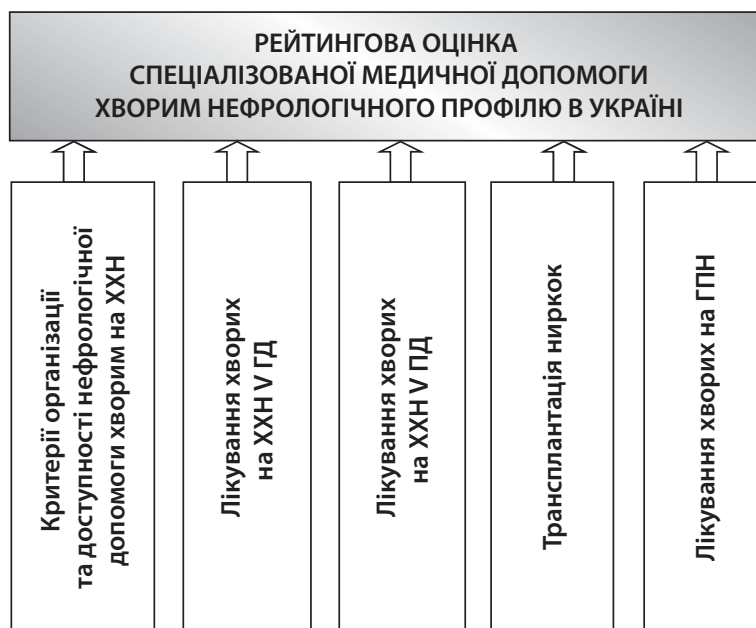 РЕЙТИНГОВА ОЦІНКА
СПЕЦІАЛІЗОВАНОЇ МЕДИЧНОЇ ДОПОМОГИ
ХВОРИМ НЕФРОЛОГІЧНОГО ПРОФІЛЮ В УКРАЇНІ
Критерії організації
та доступності нефрологічної
допомоги хворим на ХХН
Лікування хворих
на ХХН V ГД
Лікування хворих
на ХХН V ПД
Трансплантація ниркок
Лікування хворих на ГПН